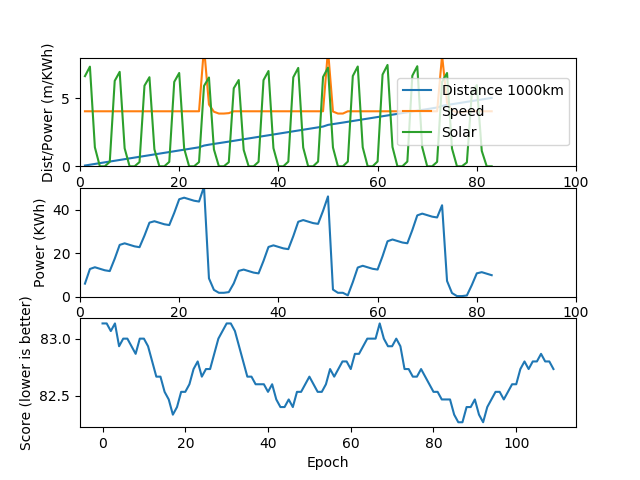 Dist/Power (m/KWh)
5
0
Distance 1000km
Speed
Solar
0 20 40 60 80 100
Power (KWh)
40
20
0
0 20 40 60 80 100
Score (lower is better)
83.0
82.5
0 20 40 60 80 100
Epoch